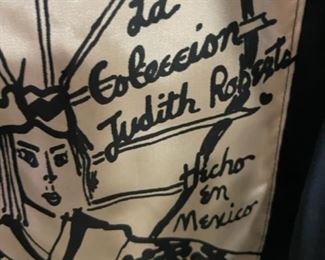 La
Coleccion
Judith Roberts
Hecho
en
Mexico